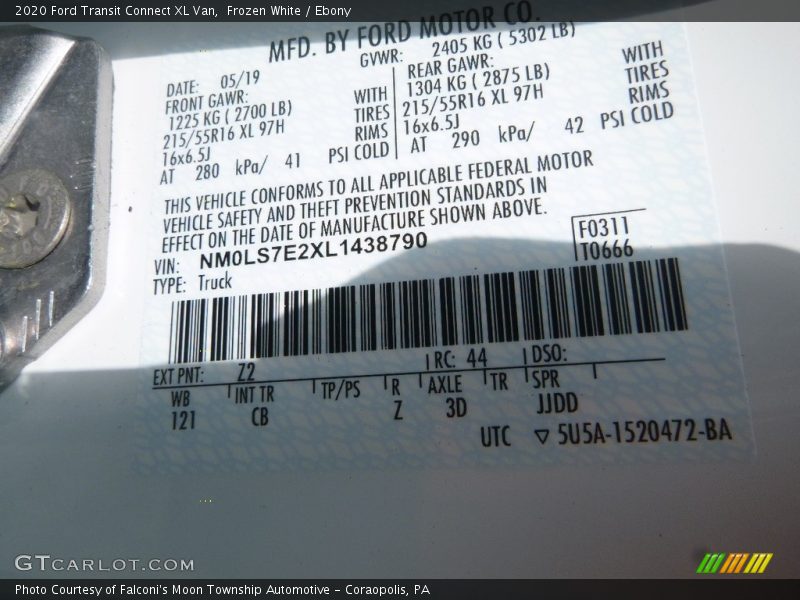 2020 Ford Transit Connect XL Van,  Frozen White / Ebony
MFD. BY FORD MOTOR CO.
DATE: 05/19
GVWR: 2405 KG ( 5302 LB)
FRONT GAWR:
1225 KG ( 2700 LB) WITH
215/55R16 XL 97H TIRES
16x6.5J RIMS
AT 280 kPa/ 41 PSI COLD
REAR GAWR: WITH
1304 KG ( 2875 LB) TIRES
215/55R16 XL 97H RIMS
16x6.5J
AT 290 kPa/ 42 PSI COLD
THIS VEHICLE CONFORMS TO ALL APPLICABLE FEDERAL MOTOR
VEHICLE SAFETY AND THEFT PREVENTION STANDARDS IN
EFFECT ON THE DATE OF MANUFACTURE SHOWN ABOVE.
VIN: NM0LS7E2XL1438790
TYPE: Truck
F0311
T0666
EXT PNT: Z2 RC: 44 DSO:
WB INT TR TP/PS R AXLE TR SPR
121 CB Z 3D JJDD
UTC ▽ 5U5A-1520472-BA
GTCARLOT.COM
Photo Courtesy of Falconi's Moon Township Automotive – Coraopolis, PA